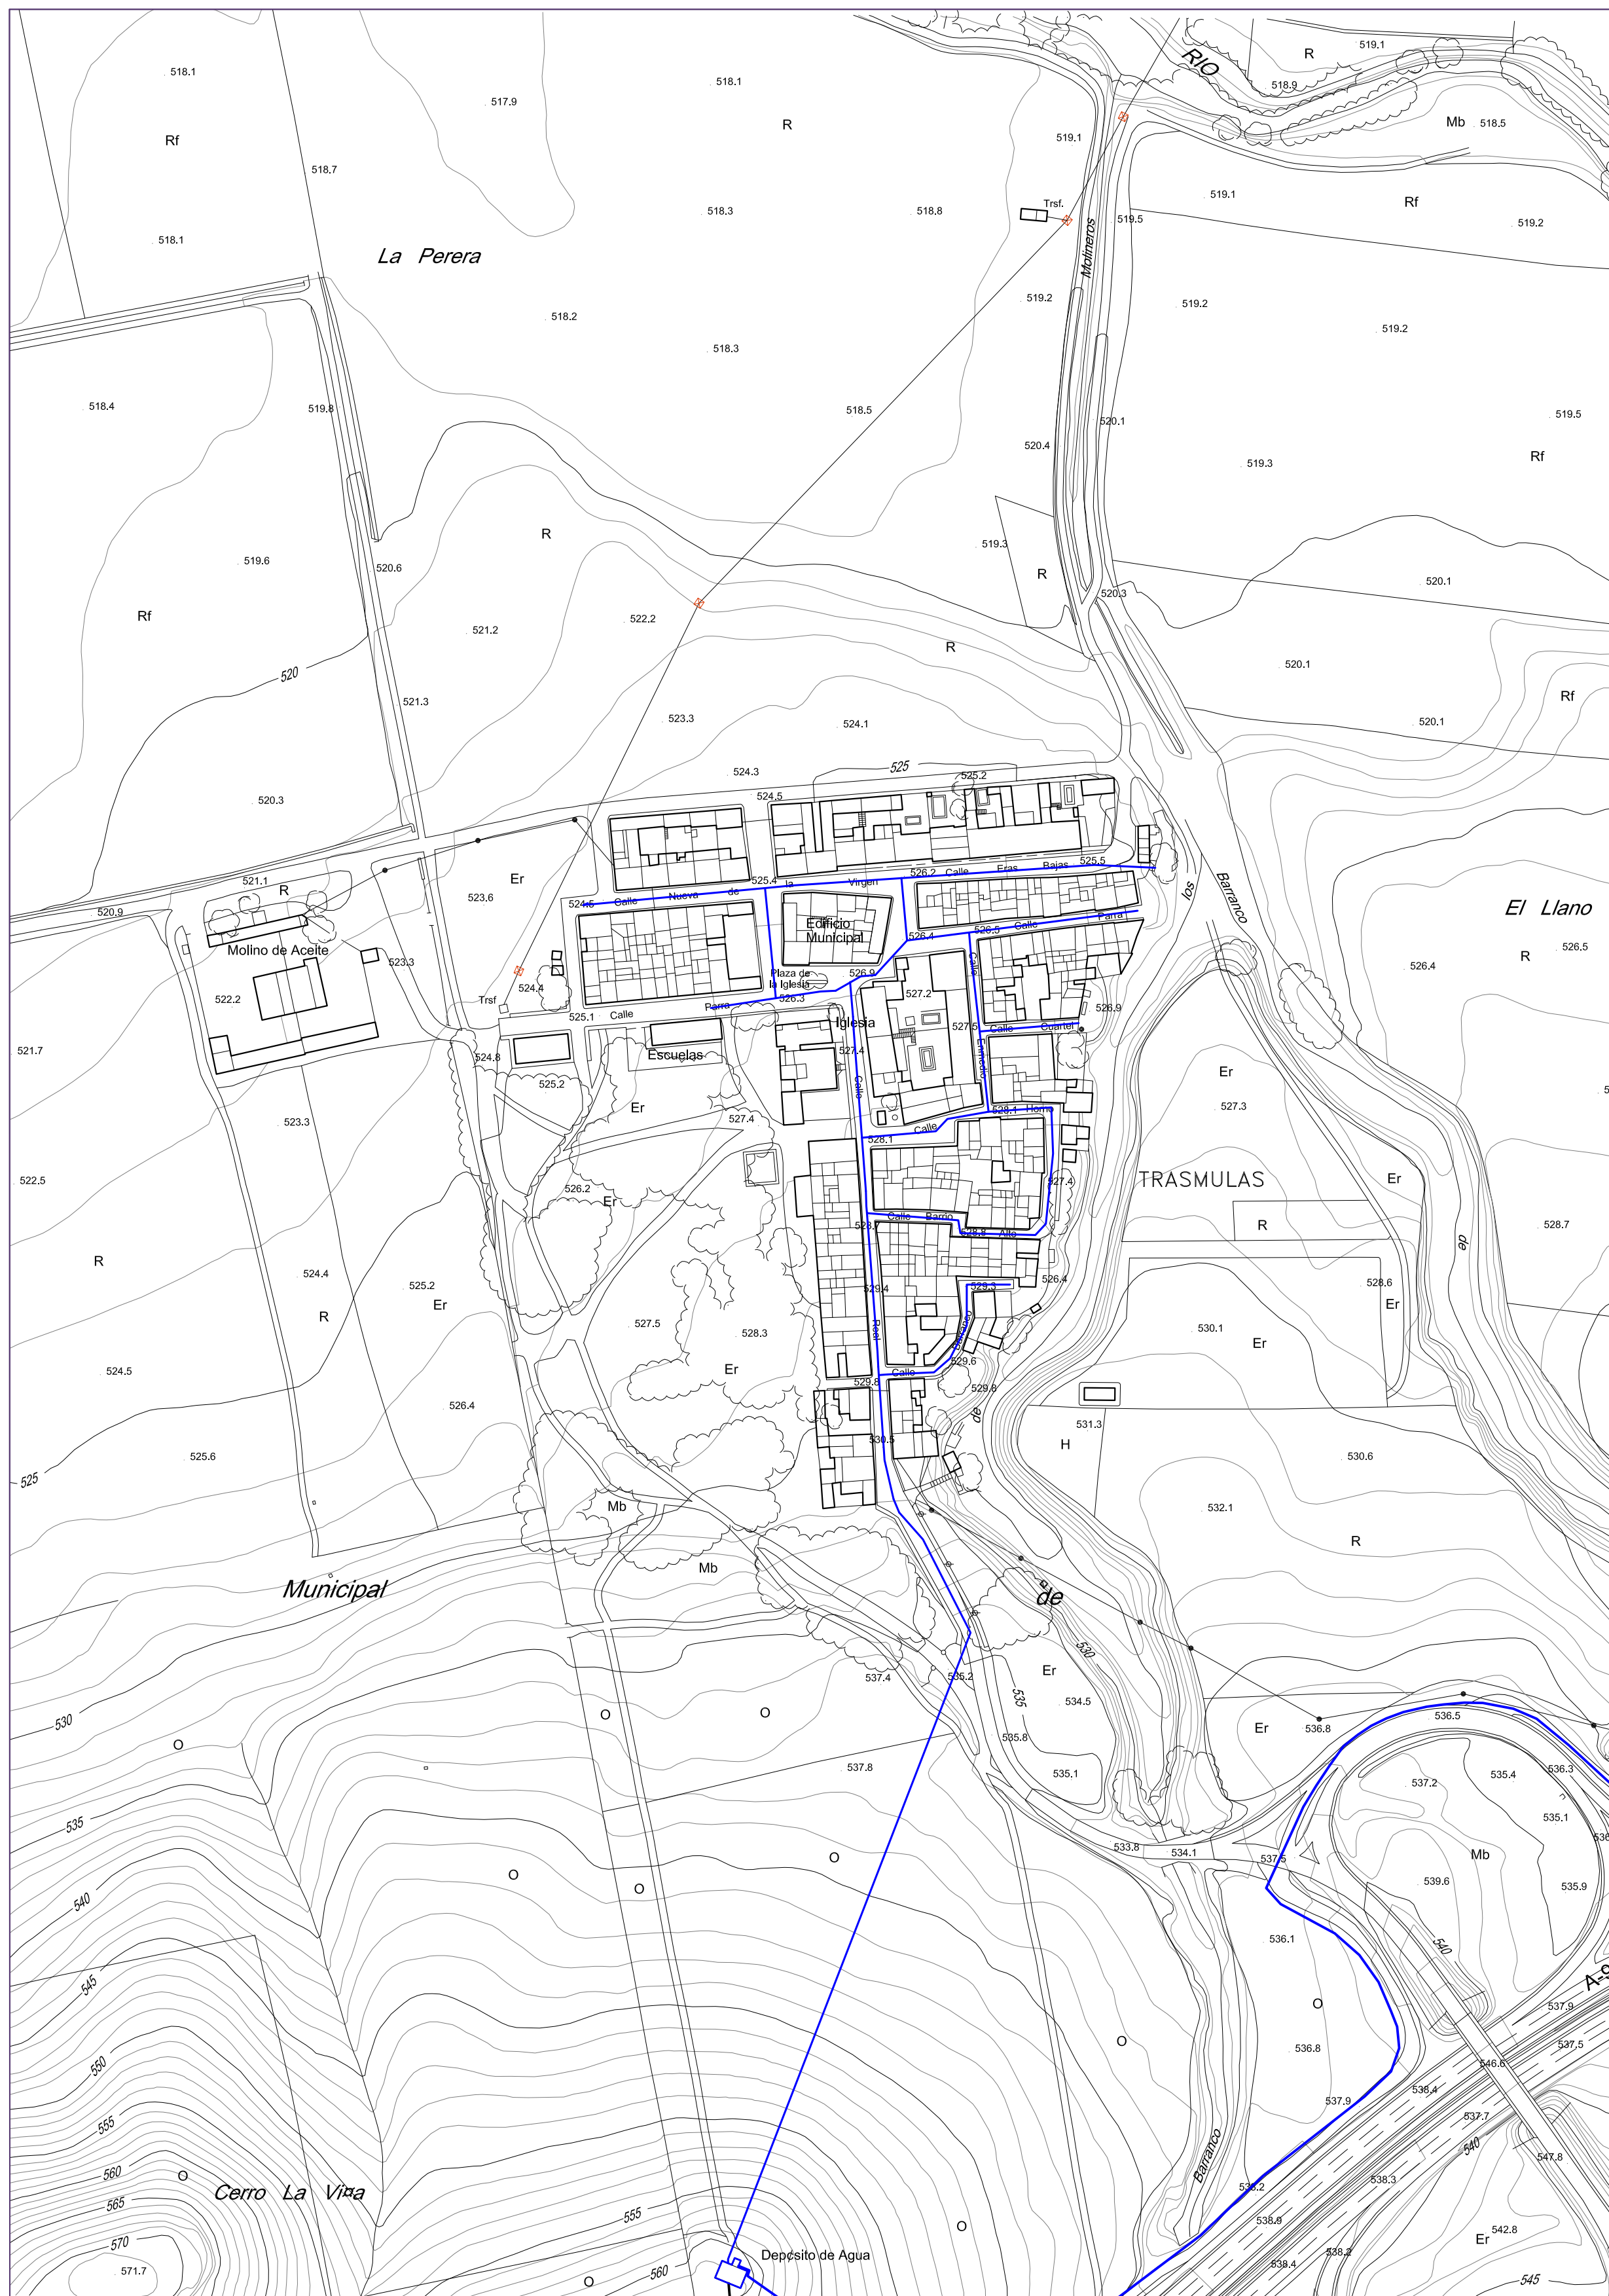 RIO
R
519.1
518.1
518.1
518.9
517.9
R
Mb
518.5
519.1
Rf
518.7
519.1
Rf
Trsf.
518.3
518.8
519.5
519.2
518.1
La Perera
Molineros
519.2
519.2
518.2
519.2
518.3
518.4
519.8
518.5
519.5
520.1
520.4
Rf
519.3
R
519.3
519.6
520.6
R
520.1
520.3
Rf
522.2
521.2
R
520.1
520
Rf
521.3
523.3
524.1
520.1
525
524.3
525.2
524.5
520.3
525.5
Calle Eras Bajas
526.2
Er
521.1
R
525.4
Calle Nueva de la Virgen
523.6
524.5
los
Barranco
520.9
El Llano
Calle Parra
526.5
526.4
Edificio
Municipal
Molino de Aceite
526.5
R
523.3
526.4
524.4
Plaza de
la Iglesia
526.9
Calle
527.2
522.2
Trsf
526.3
Calle Parra
525.1
526.9
Iglesia
527.5
Calle Cuartel
521.7
524.8
Escuelas
527.4
Enmedio
Er
525.2
Calle
Er
527.3
523.3
527.4
528.1
Calle Horno
528.1
TRASMULAS
Er
522.5
526.2
527.4
Er
Calle Barrio Alto
528.7
528.8
R
528.7
de
R
524.4
525.2
Er
529.4
529.3
526.4
528.6
Er
R
527.5
528.3
Real
530.1
Er
Er
529.6
524.5
Calle
529.8
529.8
526.4
de
531.3
530.5
H
525.6
530.6
525
Mb
532.1
R
Mb
Municipal
de
530
Er
537.4
535.2
535
534.5
O
O
530
Er
536.8
536.5
O
535.8
537.8
535.1
537.2
535.4
536.3
535
535.1
533.8
534.1
537.5
Mb
O
O
O
539.6
535.9
540
536.1
540
545
O
537.9
O
537.5
550
536.8
546.6
538.4
537.9
555
537.7
540
Barranco
560
O
547.8
538.3
Cerro La Viña
565
538.2
555
538.9
570
O
Er
542.8
Depósito de Agua
538.2
571.7
560
538.4
O
545